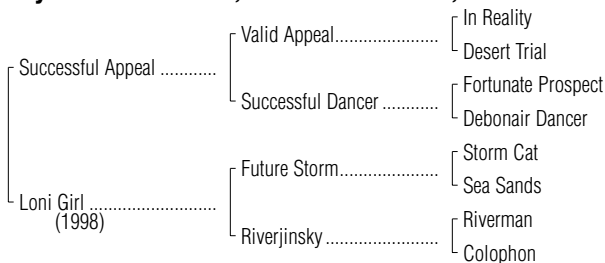 In Reality
Valid Appeal
Desert Trial
Successful Appeal
Fortunate Prospect
Successful Dancer
Debonair Dancer
Storm Cat
Future Storm
Sea Sands
Loni Girl
(1998)
Riverman
Riverjinsky
Colophon